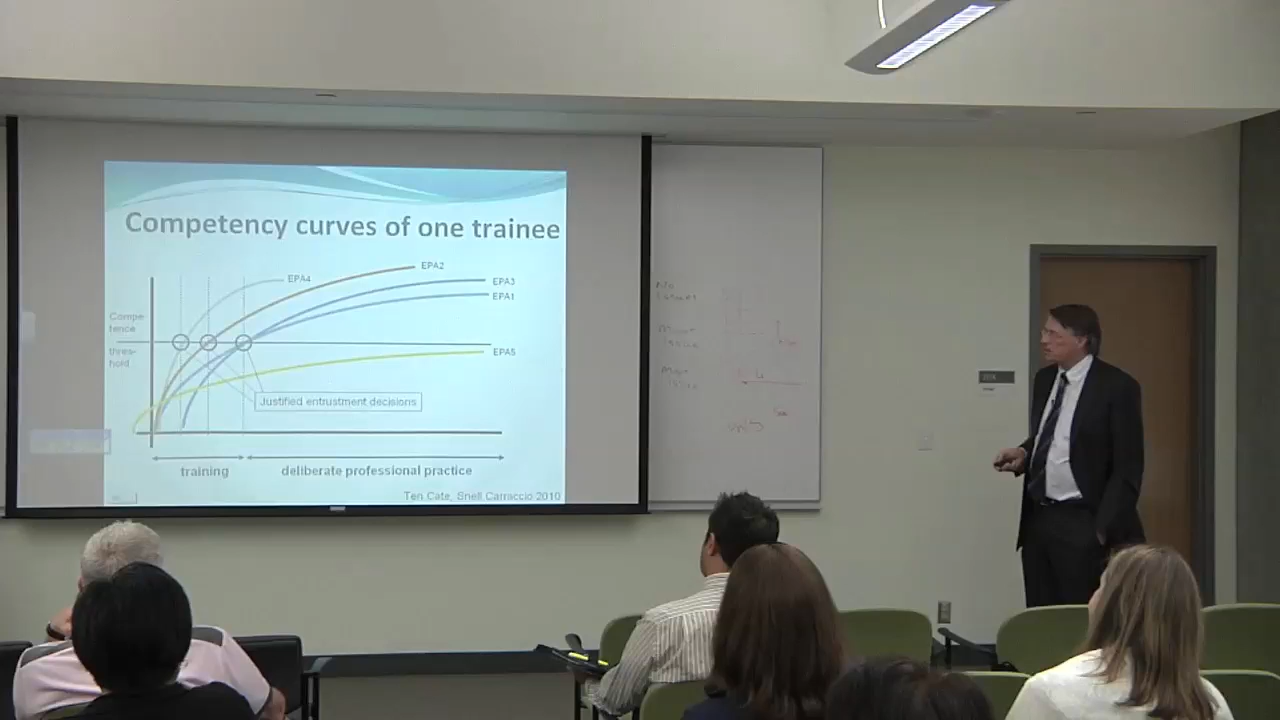 Competency curves of one trainee
EPA4
EPA2
EPA3
EPA1
Compe
tence
thres-
hold
EPA5
Justified entrustment decisions
training
deliberate professional practice
Ten Cate, Snell Carraccio 2010